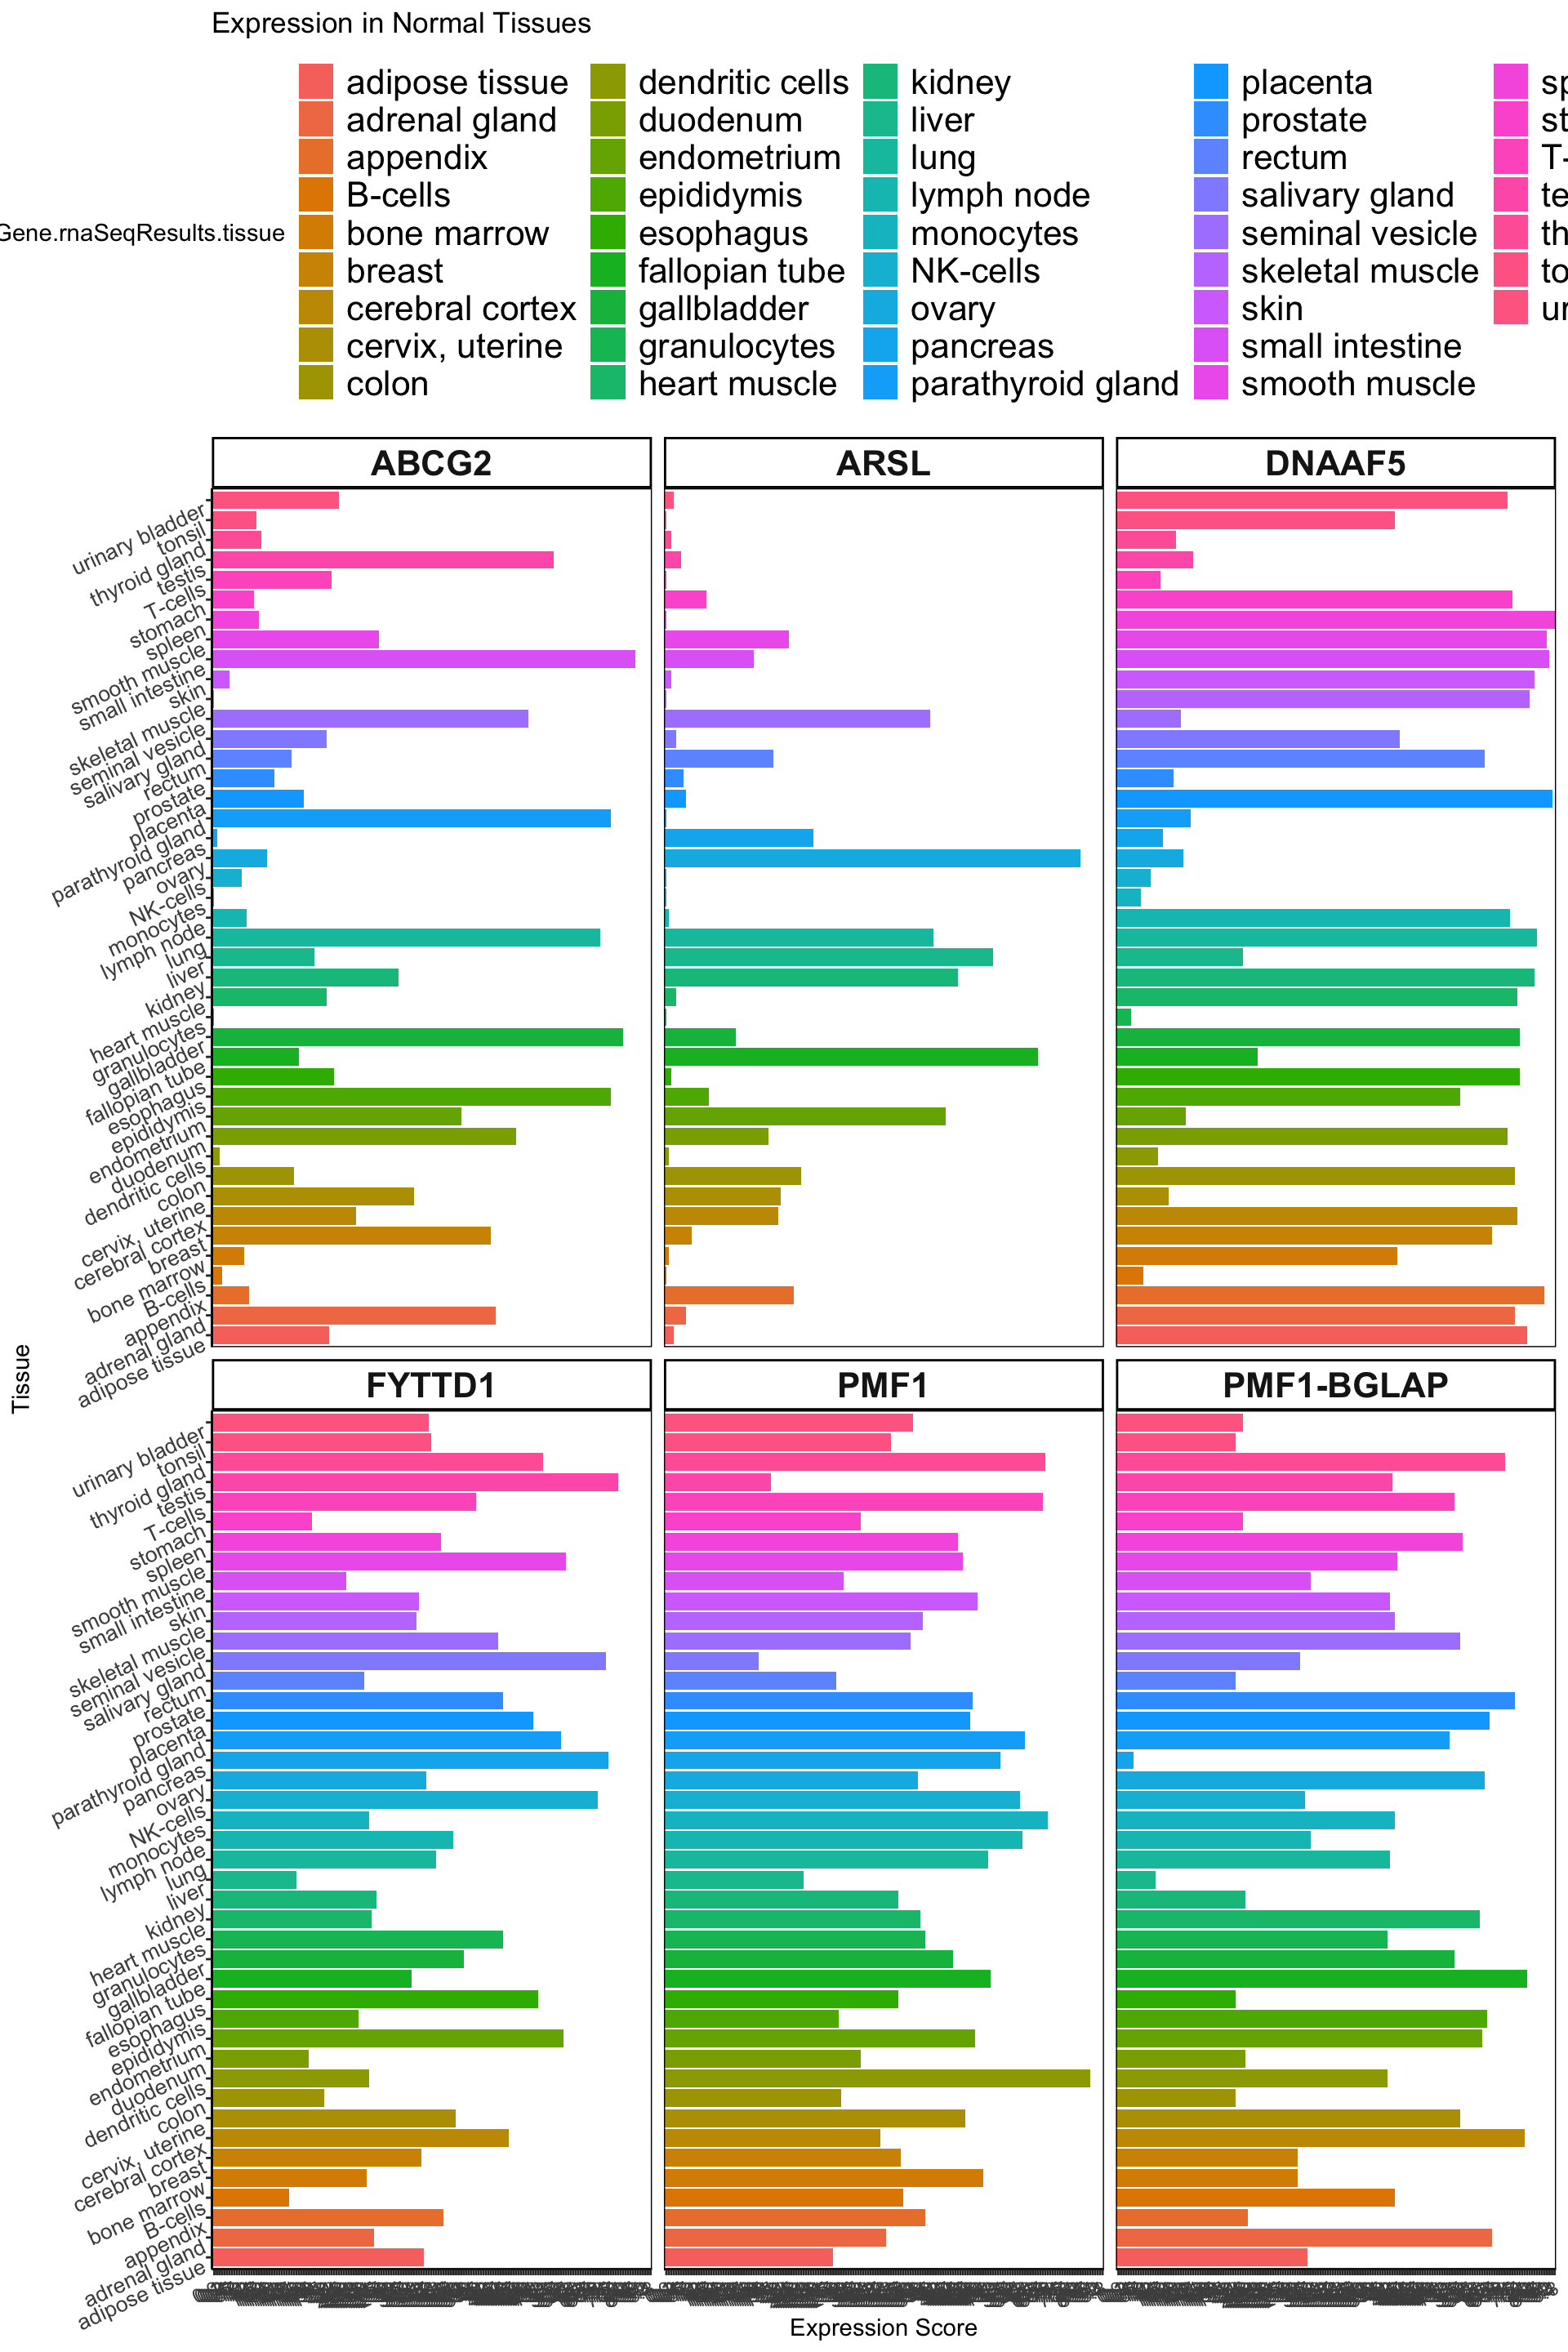 Expression in Normal Tissues
Gene.rnaSeqResults.tissue
adipose tissue
adrenal gland
appendix
B-cells
bone marrow
breast
cerebral cortex
cervix, uterine
colon
dendritic cells
duodenum
endometrium
epididymis
esophagus
fallopian tube
gallbladder
granulocytes
heart muscle
kidney
liver
lung
lymph node
monocytes
NK-cells
ovary
pancreas
parathyroid gland
placenta
prostate
rectum
salivary gland
seminal vesicle
skeletal muscle
skin
small intestine
smooth muscle
sp
st
T-
te
th
to
ur
ABCG2
ARSL
DNAAF5
urinary bladder
tonsil
thyroid gland
testis
T-cells
stomach
spleen
smooth muscle
small intestine
skin
skeletal muscle
seminal vesicle
salivary gland
rectum
prostate
placenta
parathyroid gland
pancreas
ovary
NK-cells
monocytes
lymph node
lung
liver
kidney
heart muscle
granulocytes
gallbladder
fallopian tube
esophagus
epididymis
endometrium
duodenum
dendritic cells
colon
cervix, uterine
cerebral cortex
breast
bone marrow
B-cells
appendix
adrenal gland
adipose tissue
Tissue
FYTTD1
PMF1
PMF1-BGLAP
urinary bladder
tonsil
thyroid gland
testis
T-cells
stomach
spleen
smooth muscle
small intestine
skin
skeletal muscle
seminal vesicle
salivary gland
rectum
prostate
placenta
parathyroid gland
pancreas
ovary
NK-cells
monocytes
lymph node
lung
liver
kidney
heart muscle
granulocytes
gallbladder
fallopian tube
esophagus
epididymis
endometrium
duodenum
dendritic cells
colon
cervix, uterine
cerebral cortex
breast
bone marrow
B-cells
appendix
adrenal gland
adipose tissue
Expression Score